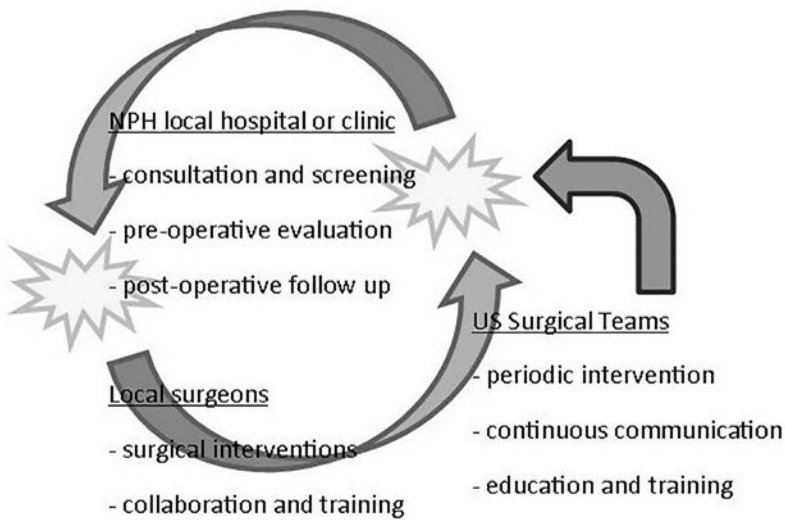 NPH local hospital or clinic
- consultation and screening
- pre-operative evaluation
- post-operative follow up
US Surgical Teams
- periodic intervention
- continuous communication
- education and training
Local surgeons
- surgical interventions
- collaboration and training